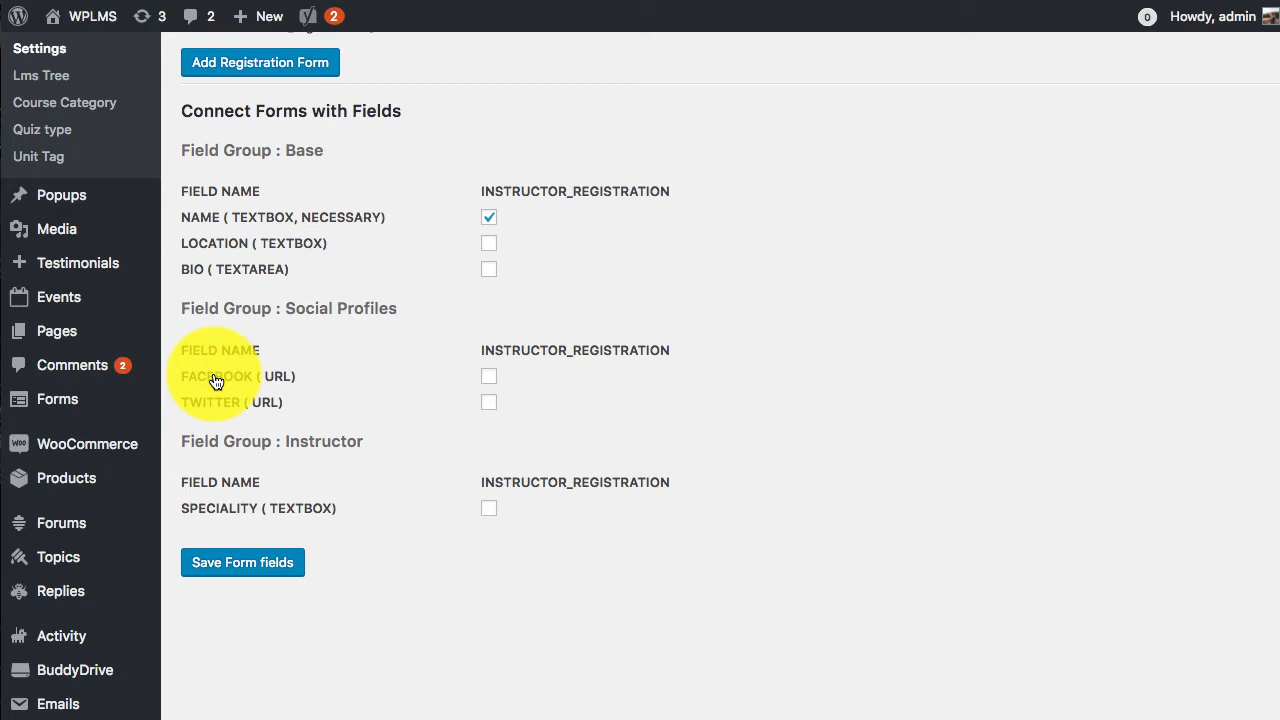 WPLMS 3 2 New 2 0 Howdy, admin
Settings
Lms Tree
Course Category
Quiz type
Unit Tag
Popups
Media
Testimonials
Events
Pages
Comments 2
Forms
WooCommerce
Products
Forums
Topics
Replies
Activity
BuddyDrive
Emails
Add Registration Form
Connect Forms with Fields
Field Group : Base
FIELD NAME INSTRUCTOR_REGISTRATION
NAME ( TEXTBOX, NECESSARY)
LOCATION ( TEXTBOX)
BIO ( TEXTAREA)
Field Group : Social Profiles
FIELD NAME INSTRUCTOR_REGISTRATION
FACEBOOK ( URL)
TWITTER ( URL)
Field Group : Instructor
FIELD NAME INSTRUCTOR_REGISTRATION
SPECIALITY ( TEXTBOX)
Save Form fields